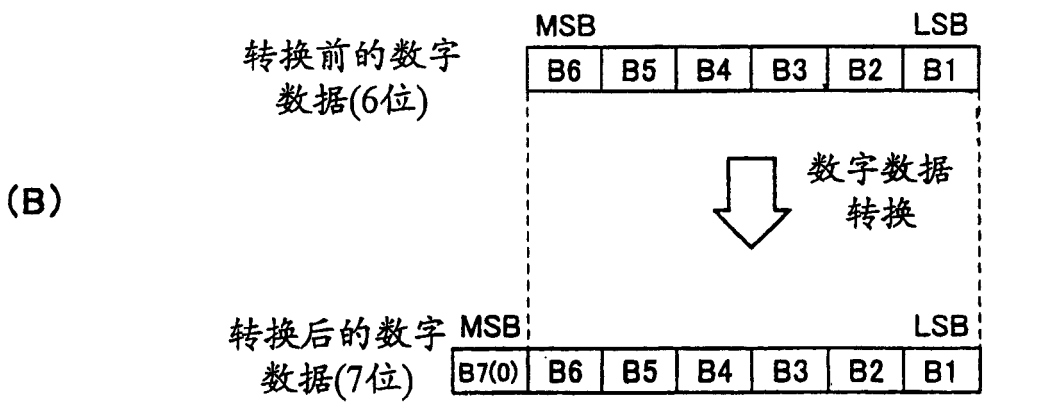 MSB LSB
转换前的数字
数据(6位)
B6 B5 B4 B3 B2 B1
(B)
数字数据
转换
转换后的数字
数据(7位)
MSB LSB
B7(0) B6 B5 B4 B3 B2 B1